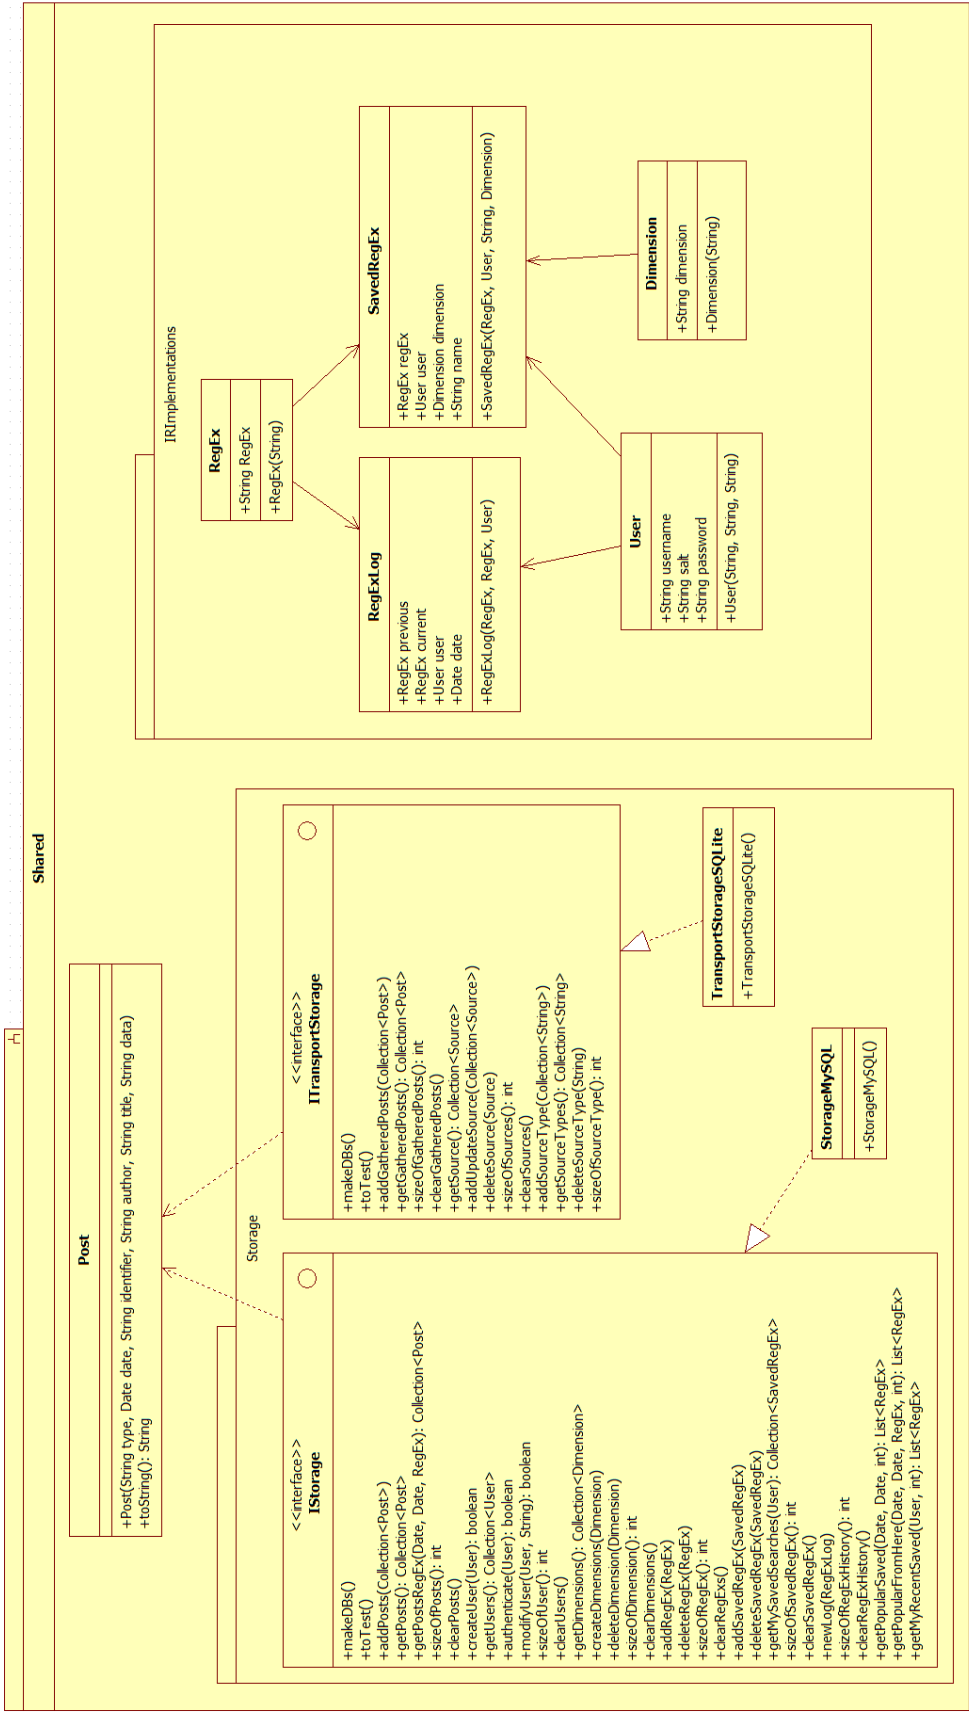 Shared
Post
+Post(String type, Date date, String identifier, String author, String title, String data)
+toString(): String
Storage
<<interface>>
IStorage
+makeDBs()
+toTest()
+addPosts(Collection<Post>)
+getPosts(): Collection<Post>
+getPostsRegEx(Date, Date, RegEx): Collection<Post>
+sizeOfPosts(): int
+clearPosts()
+createUser(User): boolean
+getUsers(): Collection<User>
+authenticate(User): boolean
+modifyUser(User, String): boolean
+sizeOfUser(): int
+clearUsers()
+getDimensions(): Collection<Dimension>
+createDimensions(Dimension)
+deleteDimension(Dimension)
+sizeOfDimension(): int
+clearDimensions()
+addRegEx(RegEx)
+deleteRegEx(RegEx)
+sizeOfRegEx(): int
+clearRegExs()
+addSavedRegEx(SavedRegEx)
+deleteSavedRegEx(SavedRegEx)
+getMySavedSearches(User): Collection<SavedRegEx>
+sizeOfSavedRegEx(): int
+clearSavedRegEx()
+newLog(RegExLog)
+sizeOfRegExHistory(): int
+clearRegExHistory()
+getPopularSaved(Date, Date, int): List<RegEx>
+getPopularFromHere(Date, Date, RegEx, int): List<RegEx>
+getMyRecentSaved(User, int): List<RegEx>
<<interface>>
ITransportStorage
+makeDBs()
+toTest()
+addGatheredPosts(Collection<Post>)
+getGatheredPosts(): Collection<Post>
+sizeOfGatheredPosts(): int
+clearGatheredPosts()
+getSource(): Collection<Source>
+addUpdateSource(Collection<Source>)
+deleteSource(Source)
+sizeOfSources(): int
+clearSources()
+addSourceType(Collection<String>)
+getSourceTypes(): Collection<String>
+deleteSourceType(String)
+sizeOfSourceType(): int
StorageMySQL
+StorageMySQL()
TransportStorageSQLite
+TransportStorageSQLite()
IRImplementations
RegEx
+String RegEx
+RegEx(String)
RegExLog
+RegEx previous
+RegEx current
+User user
+Date date
+RegExLog(RegEx, RegEx, User)
SavedRegEx
+RegEx regEx
+User user
+Dimension dimension
+String name
+SavedRegEx(RegEx, User, String, Dimension)
User
+String username
+String salt
+String password
+User(String, String, String)
Dimension
+String dimension
+Dimension(String)